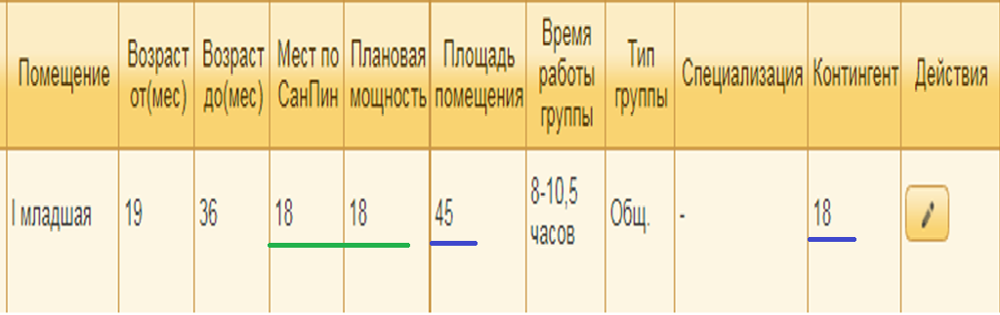 Помещение
Возраст
от(мес)
Возраст
до(мес)
Мест по
СанПин
Плановая
мощность
Площадь
помещения
Время
работы
группы
Тип
группы
Специализация
Контингент
Действия
I младшая
19
36
18
18
45
8-10,5
часов
Общ.
-
18